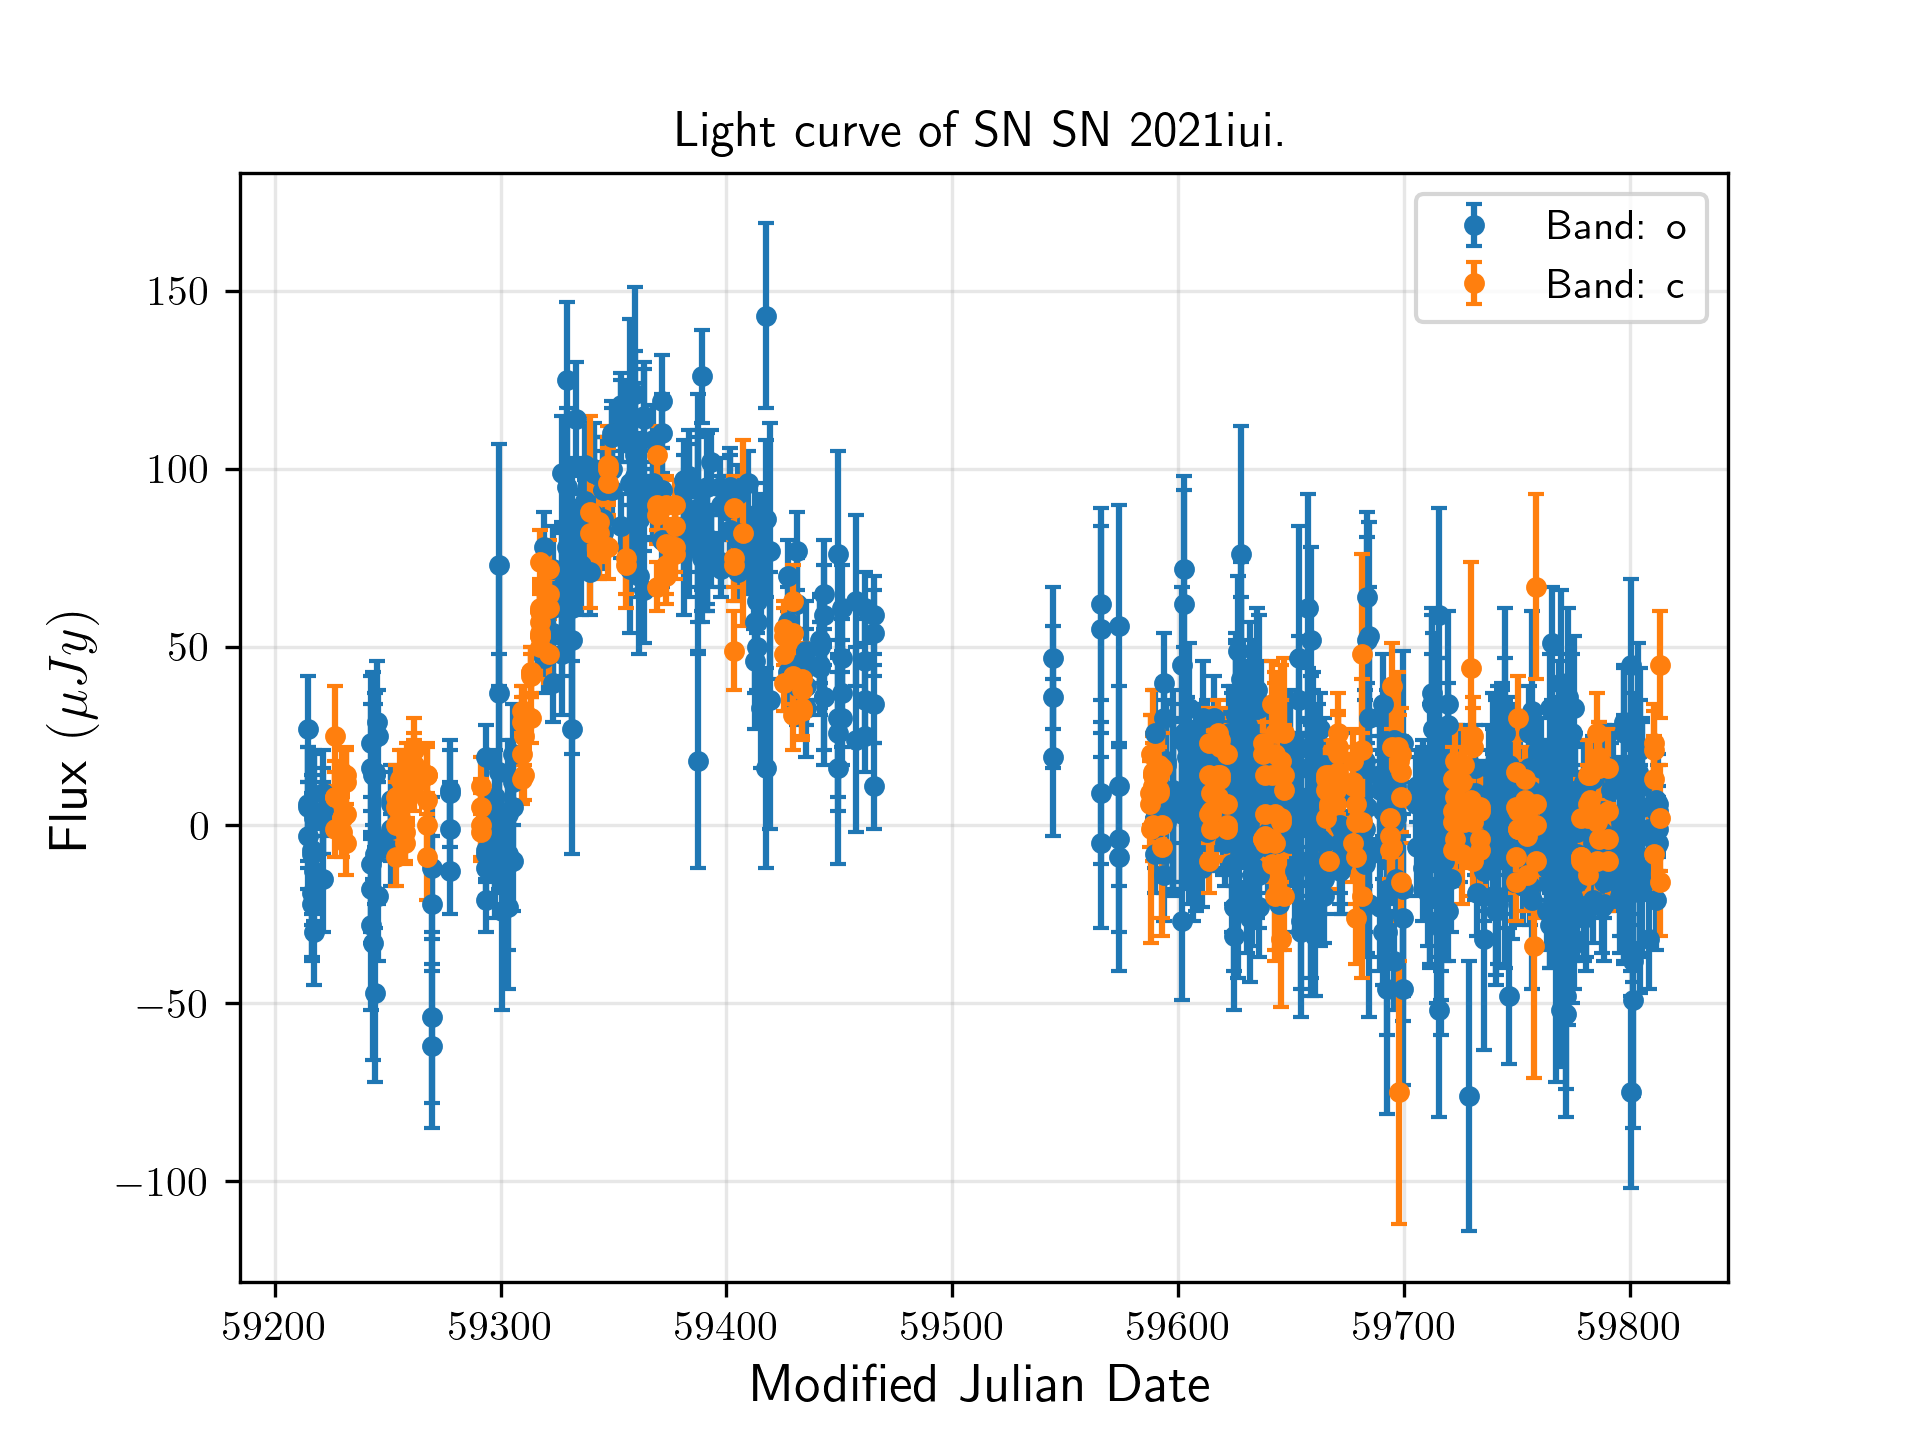 Light curve of SN SN 2021iui.
Band: o
Band: c
150
100
50
0
−50
−100
Flux (μJy)
59200 59300 59400 59500 59600 59700 59800
Modified Julian Date